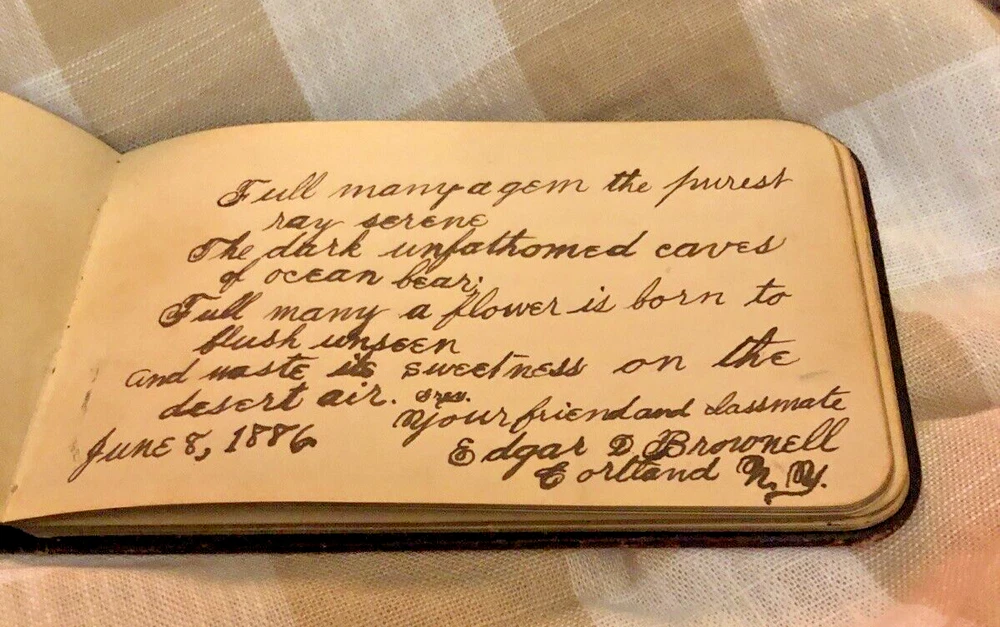 Full many a gem the purest
ray serene
The dark unfathomed caves
of ocean bear;
Full many a flower is born to
blush unseen
and waste its sweetness on the
desert air.
Your friend and classmate
June 8, 1886
Edgar D Brownell
Cortland N.Y.